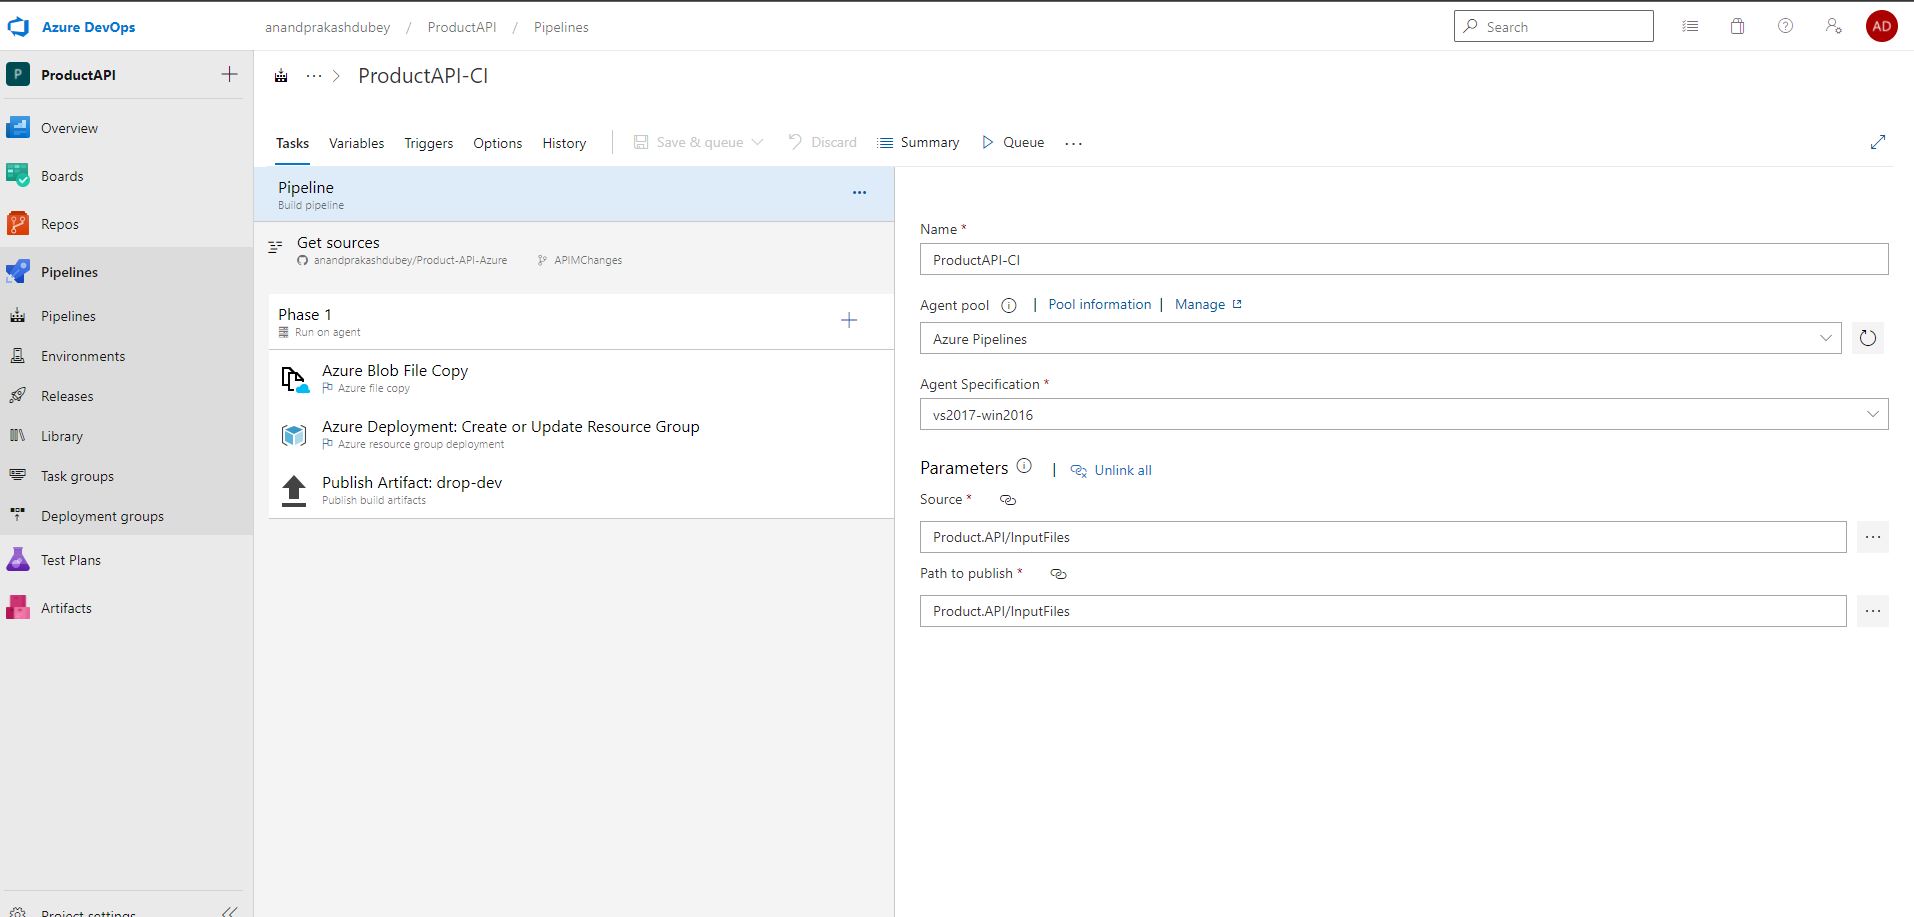 Azure DevOps
anandprakashdubey / ProductAPI / Pipelines
Search
AD
P ProductAPI
Overview
Boards
Repos
Pipelines
Pipelines
Environments
Releases
Library
Task groups
Deployment groups
Test Plans
Artifacts
Project settings
ProductAPI-CI
Tasks Variables Triggers Options History Save & queue Discard Summary Queue
Pipeline
Build pipeline
Get sources
anandprakashdubey/Product-API-Azure APIMChanges
Phase 1
Run on agent
Azure Blob File Copy
Azure file copy
Azure Deployment: Create or Update Resource Group
Azure resource group deployment
Publish Artifact: drop-dev
Publish build artifacts
Name *
ProductAPI-CI
Agent pool | Pool information | Manage
Azure Pipelines
Agent Specification *
vs2017-win2016
Parameters | Unlink all
Source *
Product.API/InputFiles
Path to publish *
Product.API/InputFiles